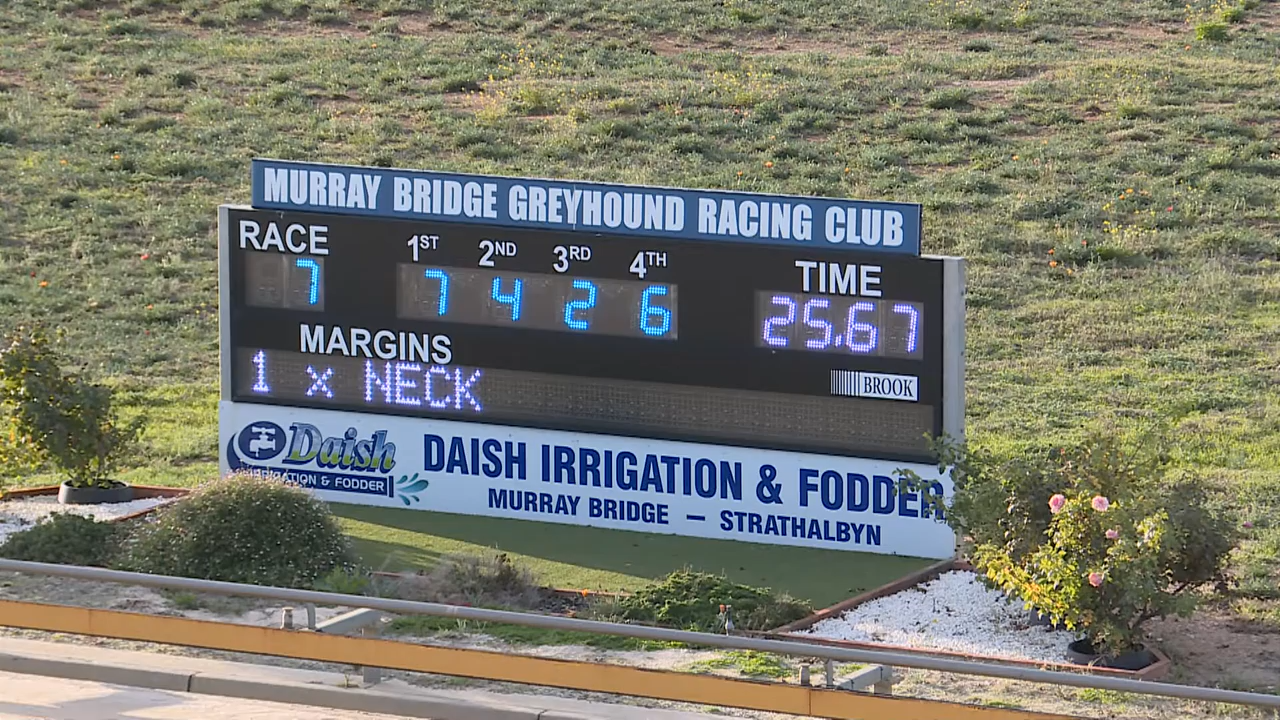 MURRAY BRIDGE GREYHOUND RACING CLUB
RACE 1ST 2ND 3RD 4TH TIME
7 7 4 2 6 25.67
MARGINS
1 x NECK
BROOK
Daish
IRRIGATION & FODDER
DAISH IRRIGATION & FODDER
MURRAY BRIDGE – STRATHALBYN